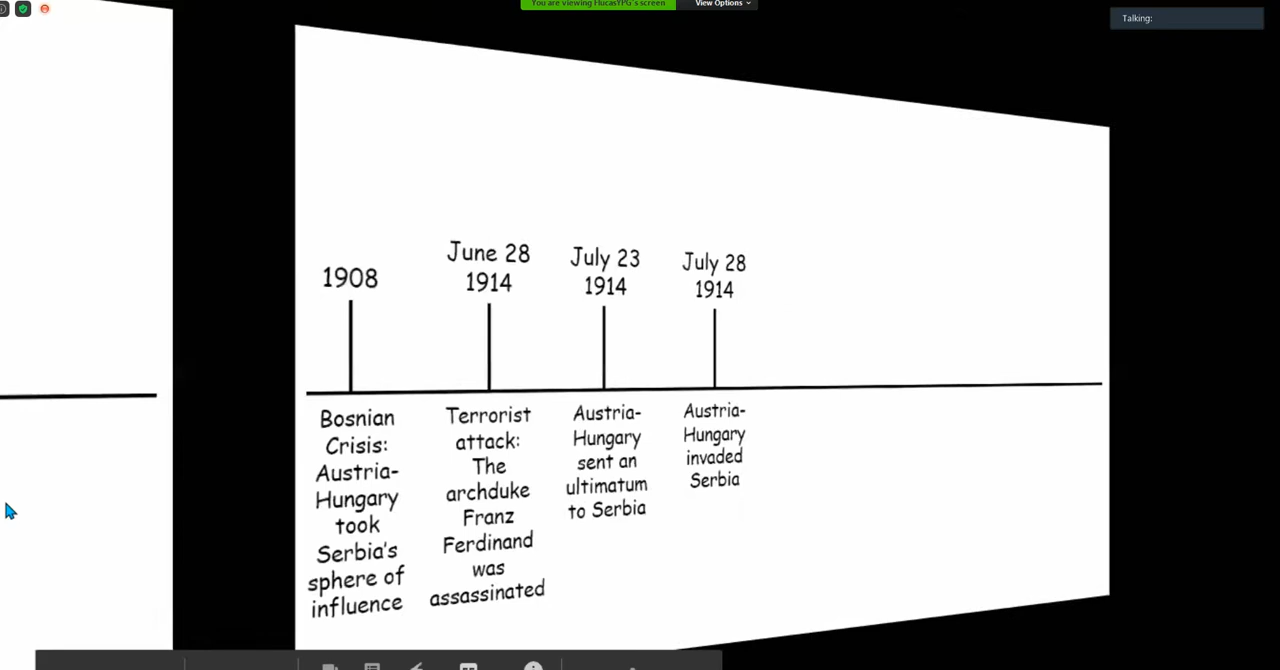 You are viewing HucasYPG's screen
View Options
Talking:
1908
June 28
1914
July 23
1914
July 28
1914
Bosnian
Crisis:
Austria-
Hungary
took
Serbia's
sphere of
influence
Terrorist
attack:
The
archduke
Franz
Ferdinand
was
assassinated
Austria-
Hungary
sent an
ultimatum
to Serbia
Austria-
Hungary
invaded
Serbia